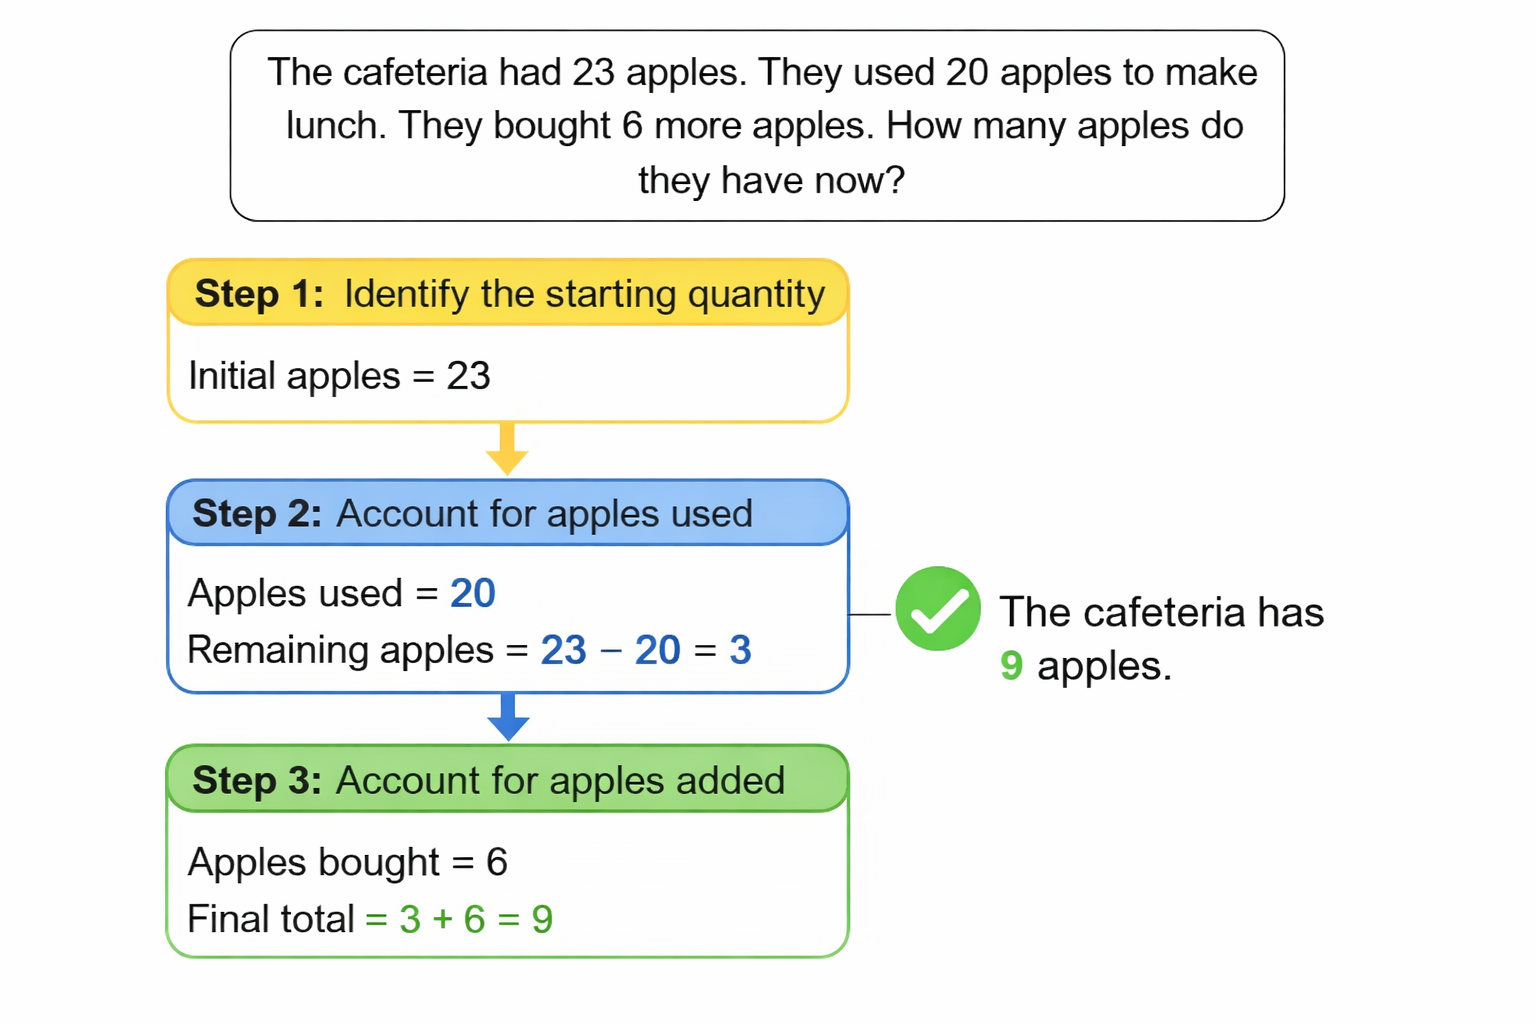 The cafeteria had 23 apples. They used 20 apples to make
lunch. They bought 6 more apples. How many apples do
they have now?
Step 1: Identify the starting quantity
Initial apples = 23
Step 2: Account for apples used
Apples used = 20
Remaining apples = 23 − 20 = 3
The cafeteria has
9 apples.
Step 3: Account for apples added
Apples bought = 6
Final total = 3 + 6 = 9